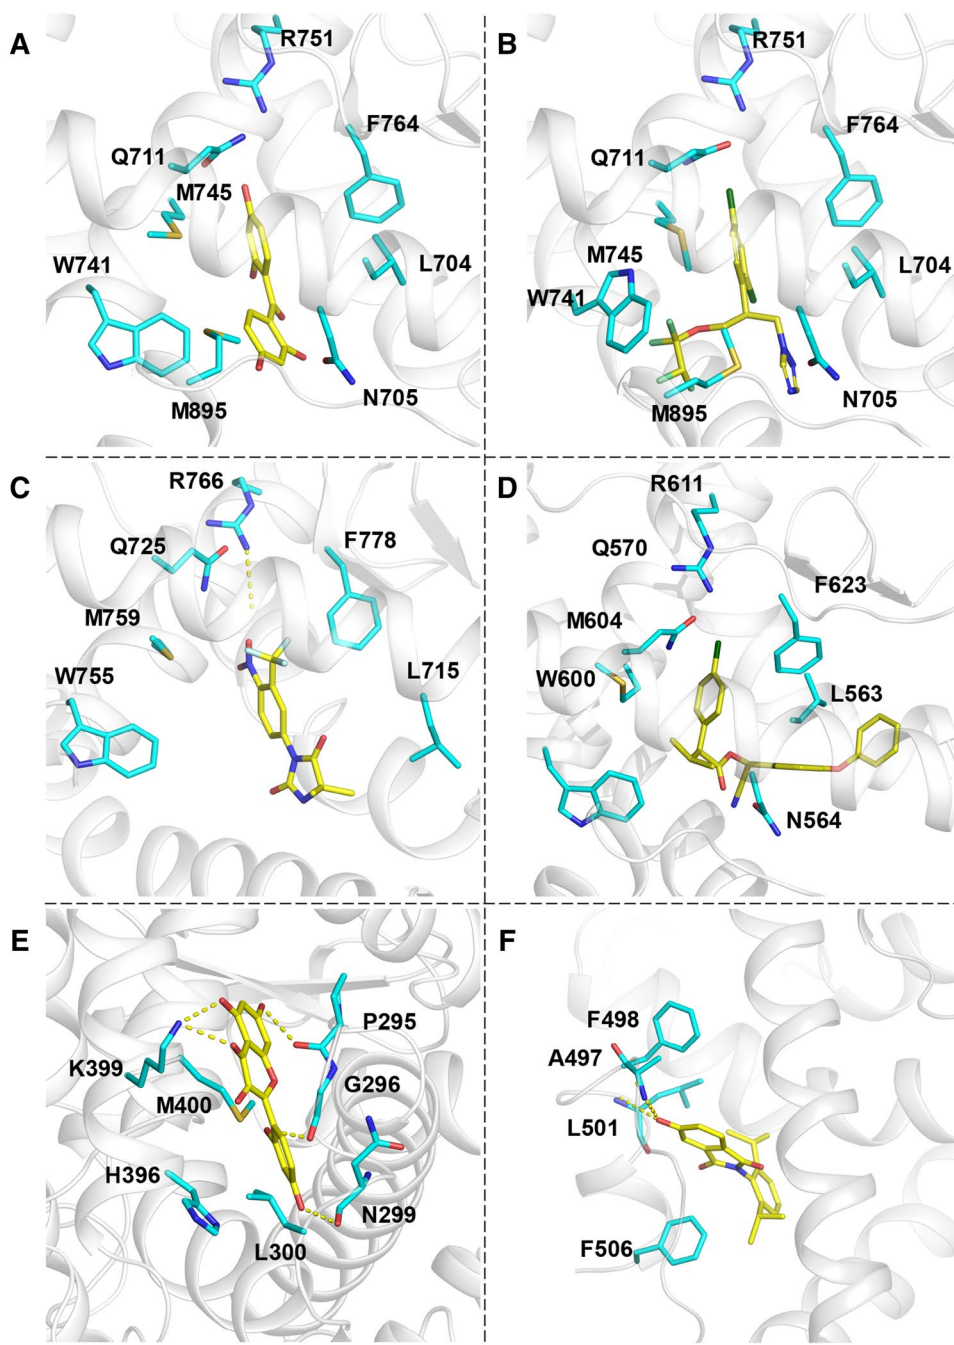 A
R751
F764
Q711
M745
W741
L704
M895
N705
B
R751
F764
Q711
M745
L704
W741
M895
N705
C
R766
Q725
F778
M759
W755
L715
D
R611
Q570
F623
M604
W600
L563
N564
E
P295
K399
G296
M400
H396
N299
L300
F
F498
A497
L501
F506